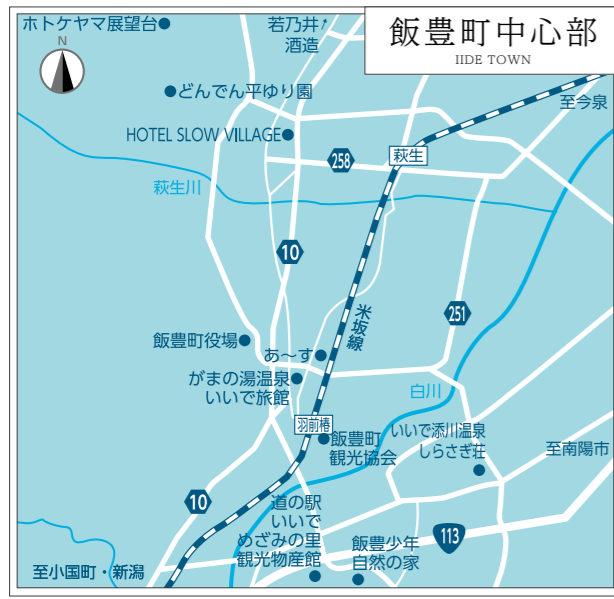 飯豊町中心部
IIDE TOWN
ホトケヤマ展望台
若乃井
酒造
N
どんでん平ゆり園
至今泉
HOTEL SLOW VILLAGE
萩生
258
萩生川
10
米坂線
251
飯豊町役場
あ～す
がまの湯温泉
いいで旅館
白川
羽前椿
飯豊町
観光協会
いいで添川温泉
しらさぎ荘
至南陽市
10
道の駅
いいで
めざみの里
観光物産館
飯豊少年
自然の家
113
至小国町・新潟